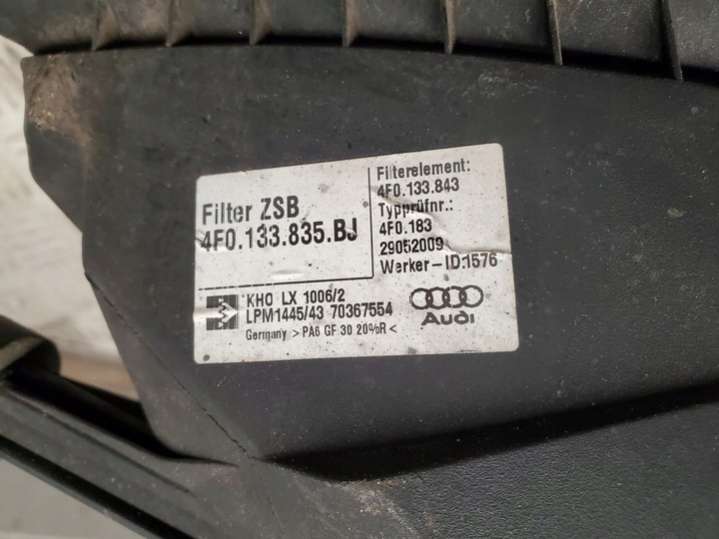 Filter ZSB
4F0.133.835.BJ
Filterelement:
4F0.133.843
Typprüfnr.:
4F0.183
29052009
Werker-ID:1576
KHO LX 1006/2
LPM1445/43 70367554
Germany >PA6 GF 30 20%R<
Audi